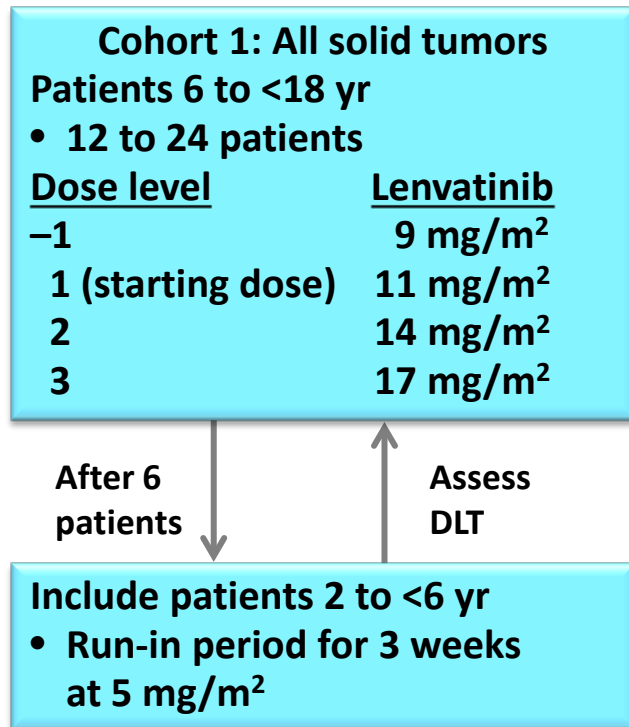 Cohort 1: All solid tumors
Patients 6 to <18 yr
• 12 to 24 patients
Dose level Lenvatinib
–1 9 mg/m²
1 (starting dose) 11 mg/m²
2 14 mg/m²
3 17 mg/m²
After 6
patients
Assess
DLT
Include patients 2 to <6 yr
• Run-in period for 3 weeks
at 5 mg/m²